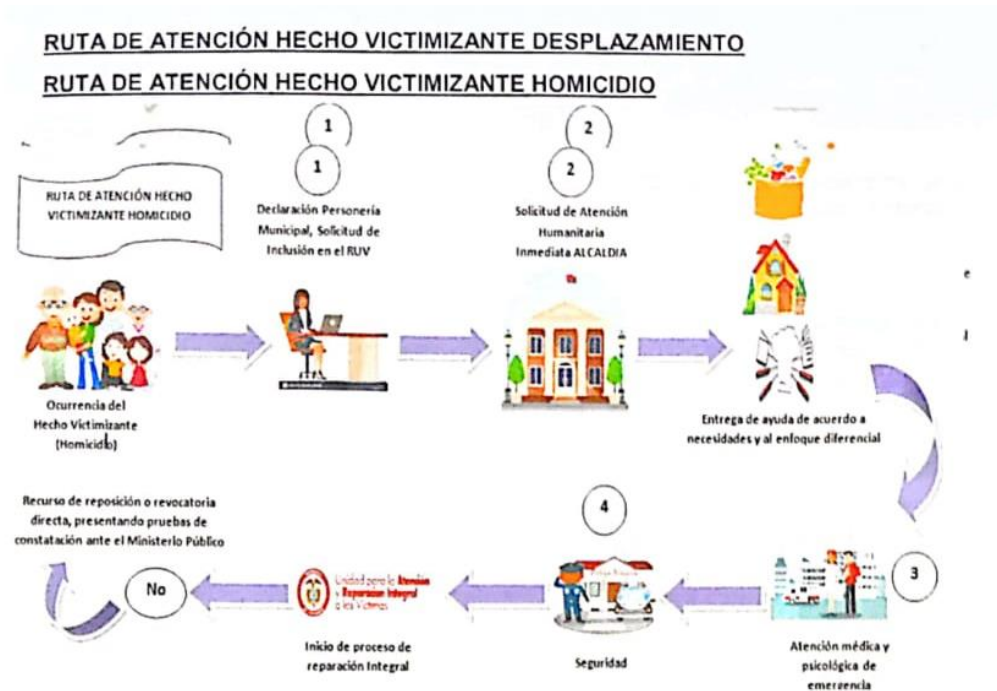 RUTA DE ATENCIÓN HECHO VICTIMIZANTE DESPLAZAMIENTO
RUTA DE ATENCIÓN HECHO VICTIMIZANTE HOMICIDIO
1
2
1
2
RUTA DE ATENCIÓN HECHO
VICTIMIZANTE HOMICIDIO
Declaración Personería
Municipal, Solicitud de
Inclusión en el RUV
Solicitud de Atención
Humanitaria
Inmediata ALCALDIA
Ocurrencia del
Hecho Victimizante
(Homicidio)
Entrega de ayuda de acuerdo a
necesidades y al enfoque diferencial
3
Atención médica y
psicológica de
emergencia
4
Seguridad
Unidad para la Atención
y Reparación Integral
a las Víctimas
Inicio de proceso de
reparación Integral
No
Recurso de reposición o revocatoria
directa, presentando pruebas de
constatación ante el Ministerio Público